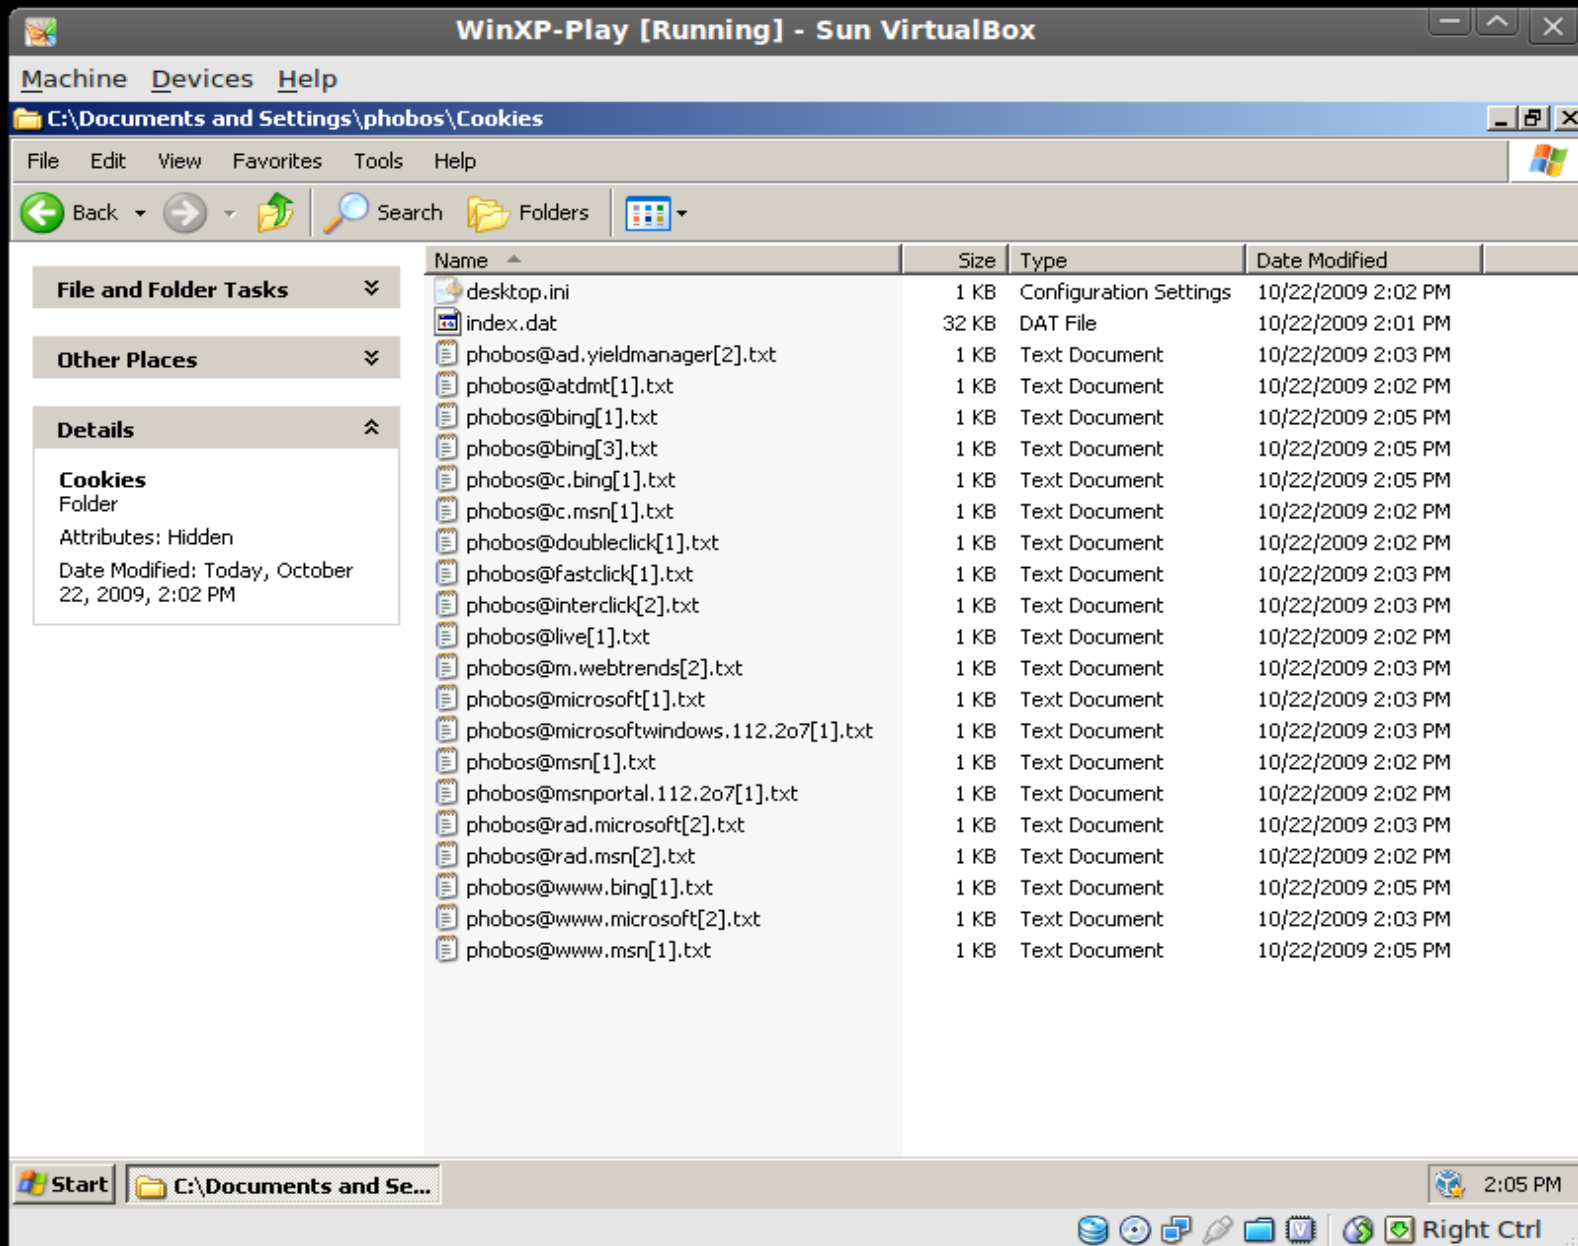 WinXP-Play [Running] - Sun VirtualBox
Machine Devices Help
C:\Documents and Settings\phobos\Cookies
File Edit View Favorites Tools Help
Back Search Folders
Name Size Type Date Modified
File and Folder Tasks
Other Places
Details
Cookies
Folder
Attributes: Hidden
Date Modified: Today, October
22, 2009, 2:02 PM
desktop.ini 1 KB Configuration Settings 10/22/2009 2:02 PM
index.dat 32 KB DAT File 10/22/2009 2:01 PM
phobos@ad.yieldmanager[2].txt 1 KB Text Document 10/22/2009 2:03 PM
phobos@atdmt[1].txt 1 KB Text Document 10/22/2009 2:02 PM
phobos@bing[1].txt 1 KB Text Document 10/22/2009 2:05 PM
phobos@bing[3].txt 1 KB Text Document 10/22/2009 2:05 PM
phobos@c.bing[1].txt 1 KB Text Document 10/22/2009 2:05 PM
phobos@c.msn[1].txt 1 KB Text Document 10/22/2009 2:02 PM
phobos@doubleclick[1].txt 1 KB Text Document 10/22/2009 2:02 PM
phobos@fastclick[1].txt 1 KB Text Document 10/22/2009 2:03 PM
phobos@interclick[2].txt 1 KB Text Document 10/22/2009 2:03 PM
phobos@live[1].txt 1 KB Text Document 10/22/2009 2:02 PM
phobos@m.webtrends[2].txt 1 KB Text Document 10/22/2009 2:03 PM
phobos@microsoft[1].txt 1 KB Text Document 10/22/2009 2:03 PM
phobos@microsoftwindows.112.2o7[1].txt 1 KB Text Document 10/22/2009 2:03 PM
phobos@msn[1].txt 1 KB Text Document 10/22/2009 2:02 PM
phobos@msnportal.112.2o7[1].txt 1 KB Text Document 10/22/2009 2:02 PM
phobos@rad.microsoft[2].txt 1 KB Text Document 10/22/2009 2:03 PM
phobos@rad.msn[2].txt 1 KB Text Document 10/22/2009 2:02 PM
phobos@www.bing[1].txt 1 KB Text Document 10/22/2009 2:05 PM
phobos@www.microsoft[2].txt 1 KB Text Document 10/22/2009 2:03 PM
phobos@www.msn[1].txt 1 KB Text Document 10/22/2009 2:05 PM
Start C:\Documents and Se... 2:05 PM
Right Ctrl